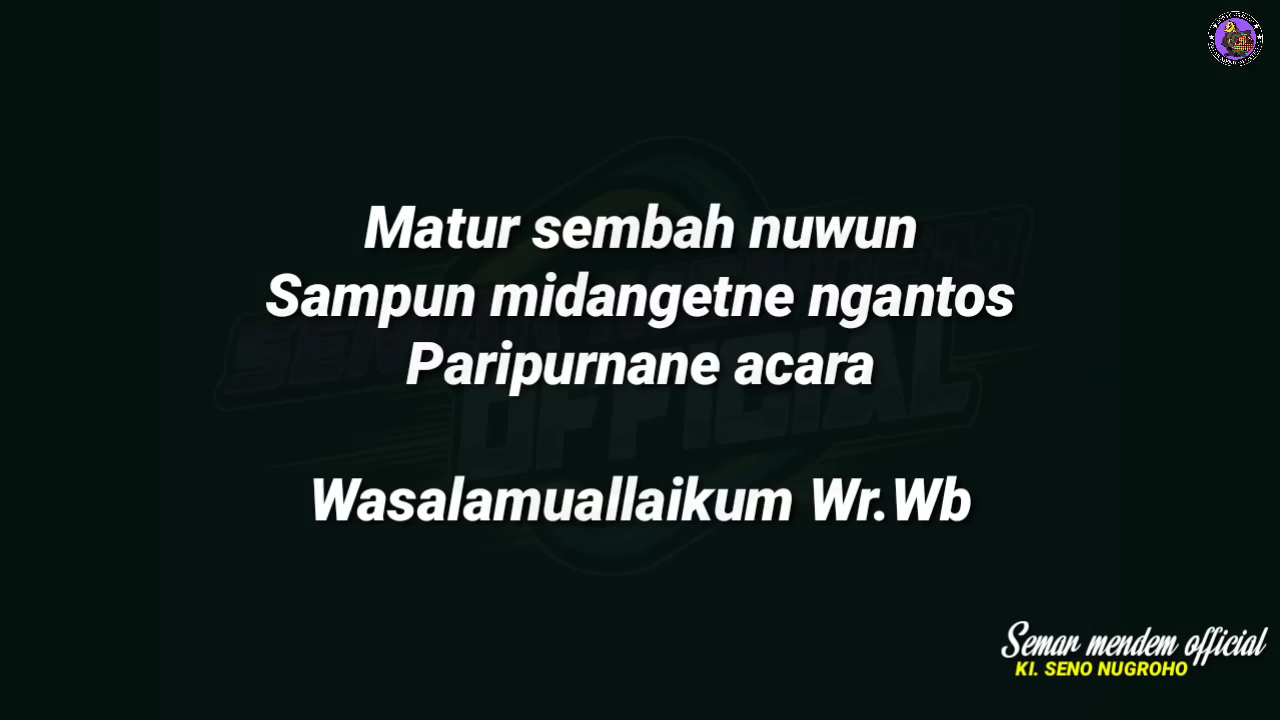 Matur sembah nuwun
Sampun midangetne ngantos
Paripurnane acara
Wasalamuallaikum Wr.Wb
Semar mendem official
KI. SENO NUGROHO